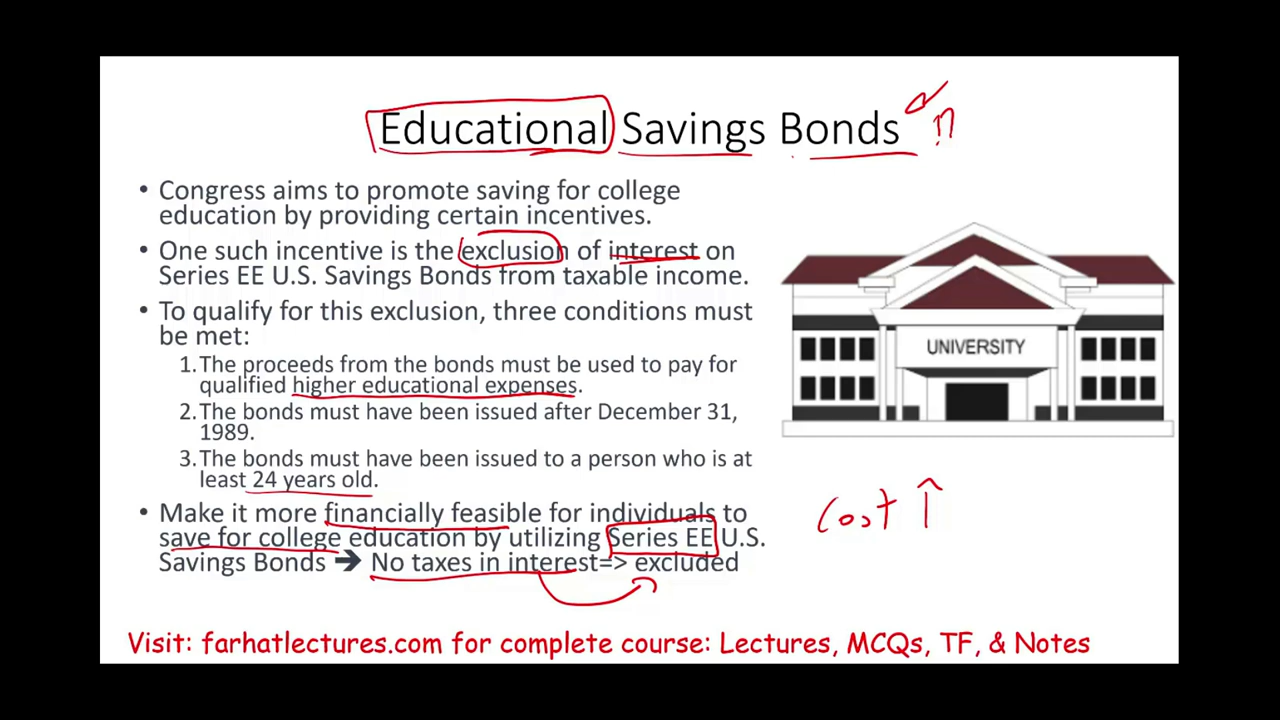 Educational Savings Bonds
• Congress aims to promote saving for college
education by providing certain incentives.
• One such incentive is the exclusion of interest on
Series EE U.S. Savings Bonds from taxable income.
• To qualify for this exclusion, three conditions must
be met:
1.The proceeds from the bonds must be used to pay for
qualified higher educational expenses.
2.The bonds must have been issued after December 31,
1989.
3.The bonds must have been issued to a person who is at
least 24 years old.
• Make it more financially feasible for individuals to
save for college education by utilizing Series EE U.S.
Savings Bonds ➔ No taxes in interest=> excluded
UNIVERSITY
Cost ↑
Visit: farhatlectures.com for complete course: Lectures, MCQs, TF, & Notes